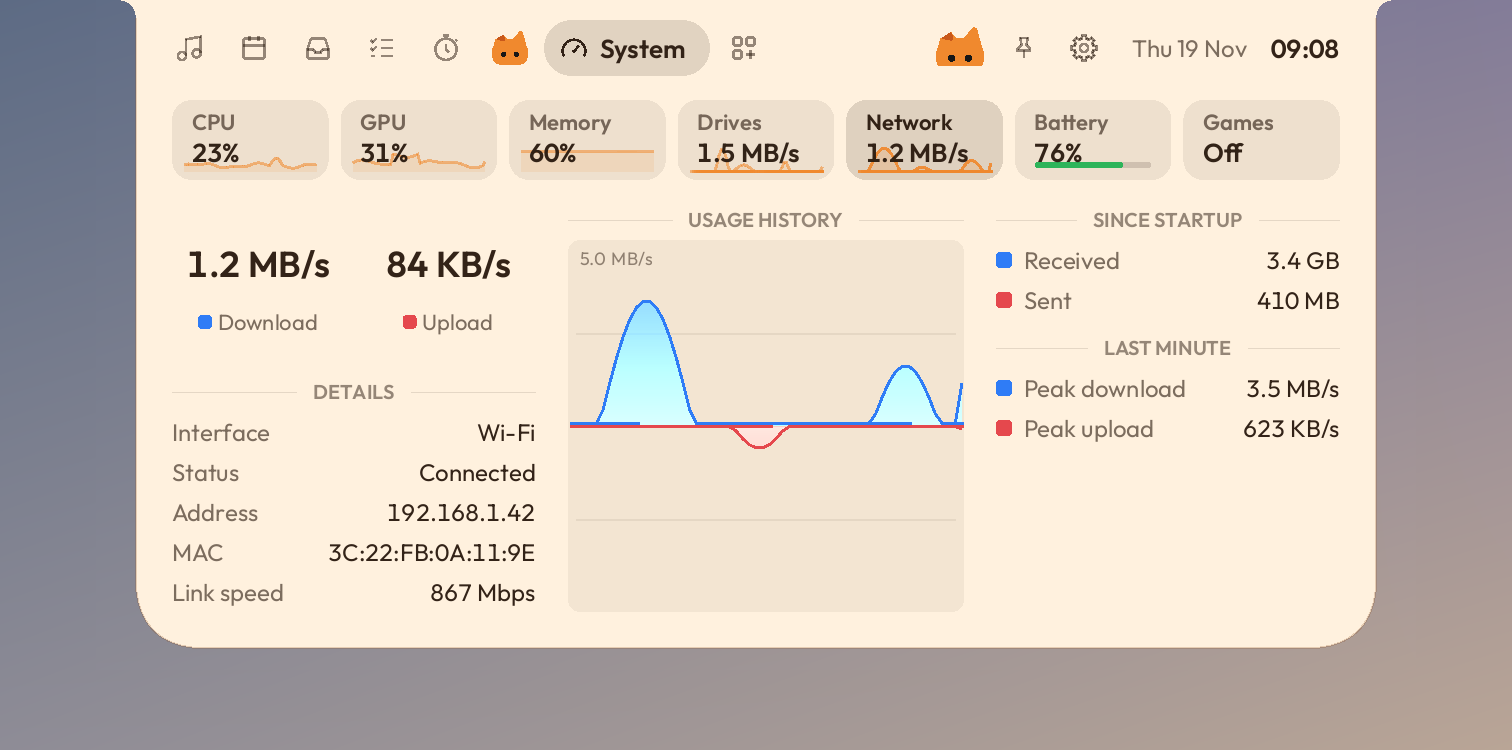 System
Thu 19 Nov 09:08
CPU
23%
GPU
31%
Memory
60%
Drives
1.5 MB/s
Network
1.2 MB/s
Battery
76%
Games
Off
1.2 MB/s
Download
84 KB/s
Upload
DETAILS
Interface Wi-Fi
Status Connected
Address 192.168.1.42
MAC 3C:22:FB:0A:11:9E
Link speed 867 Mbps
USAGE HISTORY
5.0 MB/s
SINCE STARTUP
Received 3.4 GB
Sent 410 MB
LAST MINUTE
Peak download 3.5 MB/s
Peak upload 623 KB/s